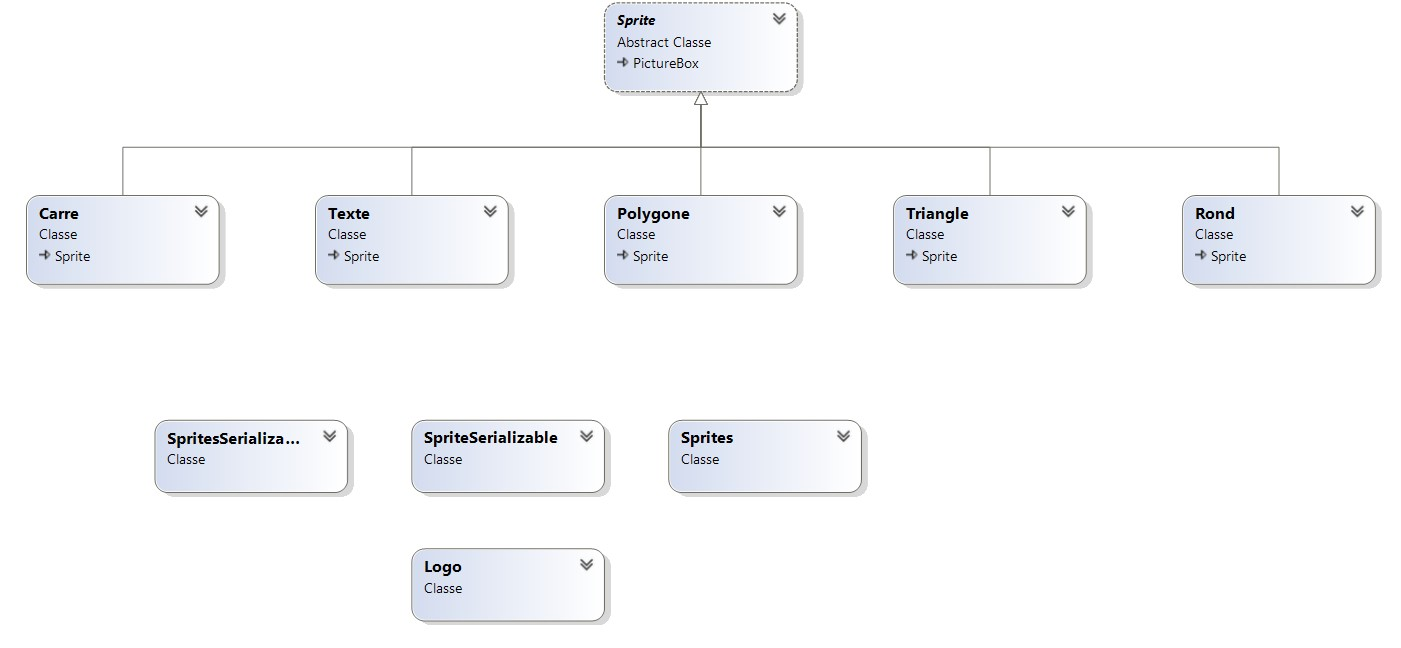 Sprite
Abstract Classe
PictureBox
Carre
Classe
Sprite
Texte
Classe
Sprite
Polygone
Classe
Sprite
Triangle
Classe
Sprite
Rond
Classe
Sprite
SpritesSerializa...
Classe
SpriteSerializable
Classe
Sprites
Classe
Logo
Classe